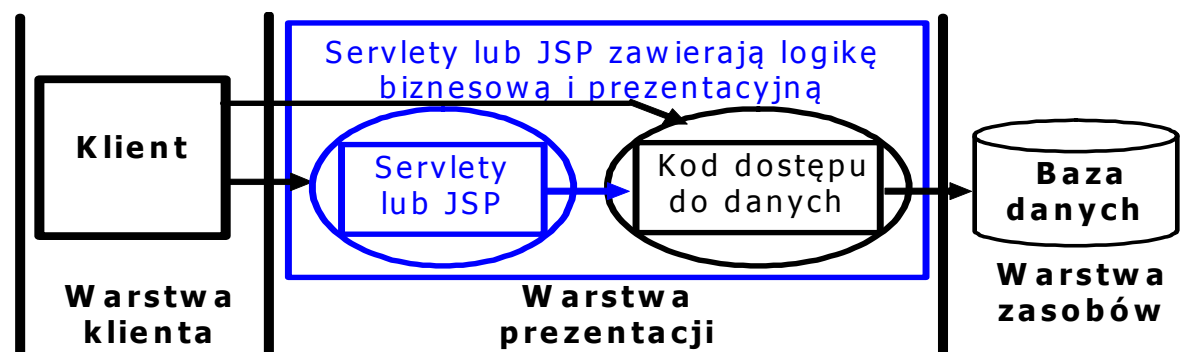 Servlety lub JSP zawierają logikę
biznesową i prezentacyjną
Klient
Servlety
lub JSP
Kod dostępu
do danych
Baza
danych
Warstwa
klienta
Warstwa
prezentacji
Warstwa
zasobów